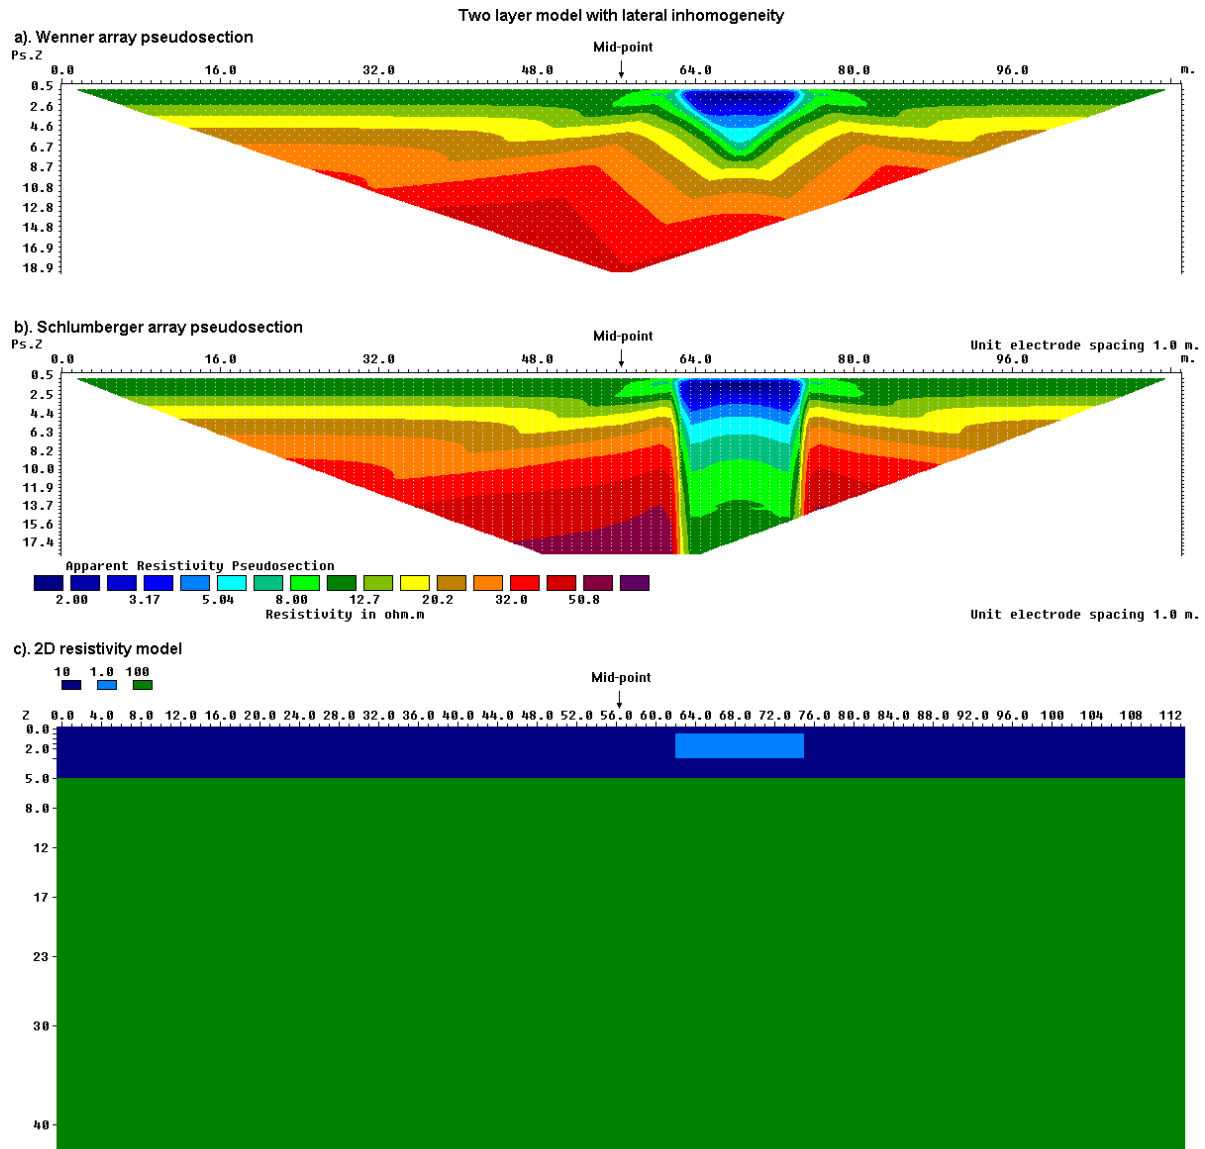 Two layer model with lateral inhomogeneity
a). Wenner array pseudosection
Mid-point
Ps.Z
0.0 16.0 32.0 48.0 64.0 80.0 96.0 m.
0.5
2.6
4.6
6.7
8.7
10.8
12.8
14.8
16.9
18.9
b). Schlumberger array pseudosection
Mid-point
Ps.Z
Unit electrode spacing 1.0 m.
0.0 16.0 32.0 48.0 64.0 80.0 96.0 m.
0.5
2.5
4.4
6.3
8.2
10.0
11.9
13.7
15.6
17.4
Apparent Resistivity Pseudosection
2.00 3.17 5.04 8.00 12.7 20.2 32.0 50.8
Resistivity in ohm.m
Unit electrode spacing 1.0 m.
c). 2D resistivity model
10 1.0 100
Mid-point
Z 0.0 4.0 8.0 12.0 16.0 20.0 24.0 28.0 32.0 36.0 40.0 44.0 48.0 52.0 56.0 60.0 64.0 68.0 72.0 76.0 80.0 84.0 88.0 92.0 96.0 100 104 108 112
0.0
2.0
5.0
8.0
12
17
23
30
40